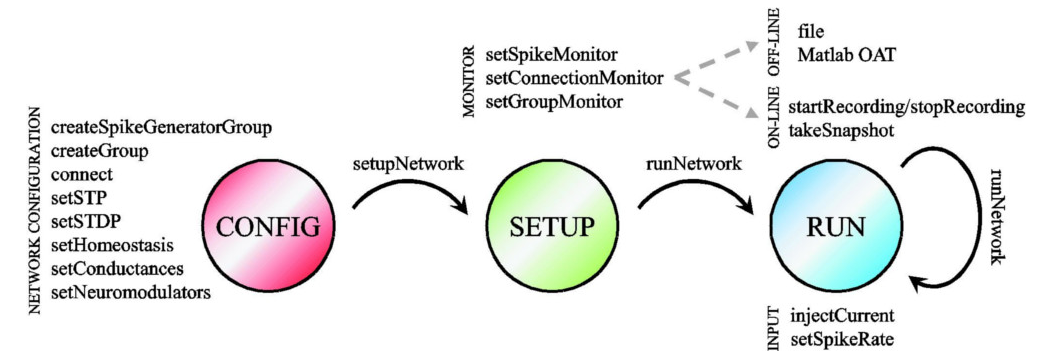 NETWORK CONFIGURATION
createSpikeGeneratorGroup
createGroup
connect
setSTP
setSTDP
setHomeostasis
setConductances
setNeuromodulators
CONFIG
setupNetwork
MONITOR
setSpikeMonitor
setConnectionMonitor
setGroupMonitor
SETUP
runNetwork
OFF-LINE
file
Matlab OAT
ON-LINE
startRecording/stopRecording
takeSnapshot
RUN
runNetwork
INPUT
injectCurrent
setSpikeRate